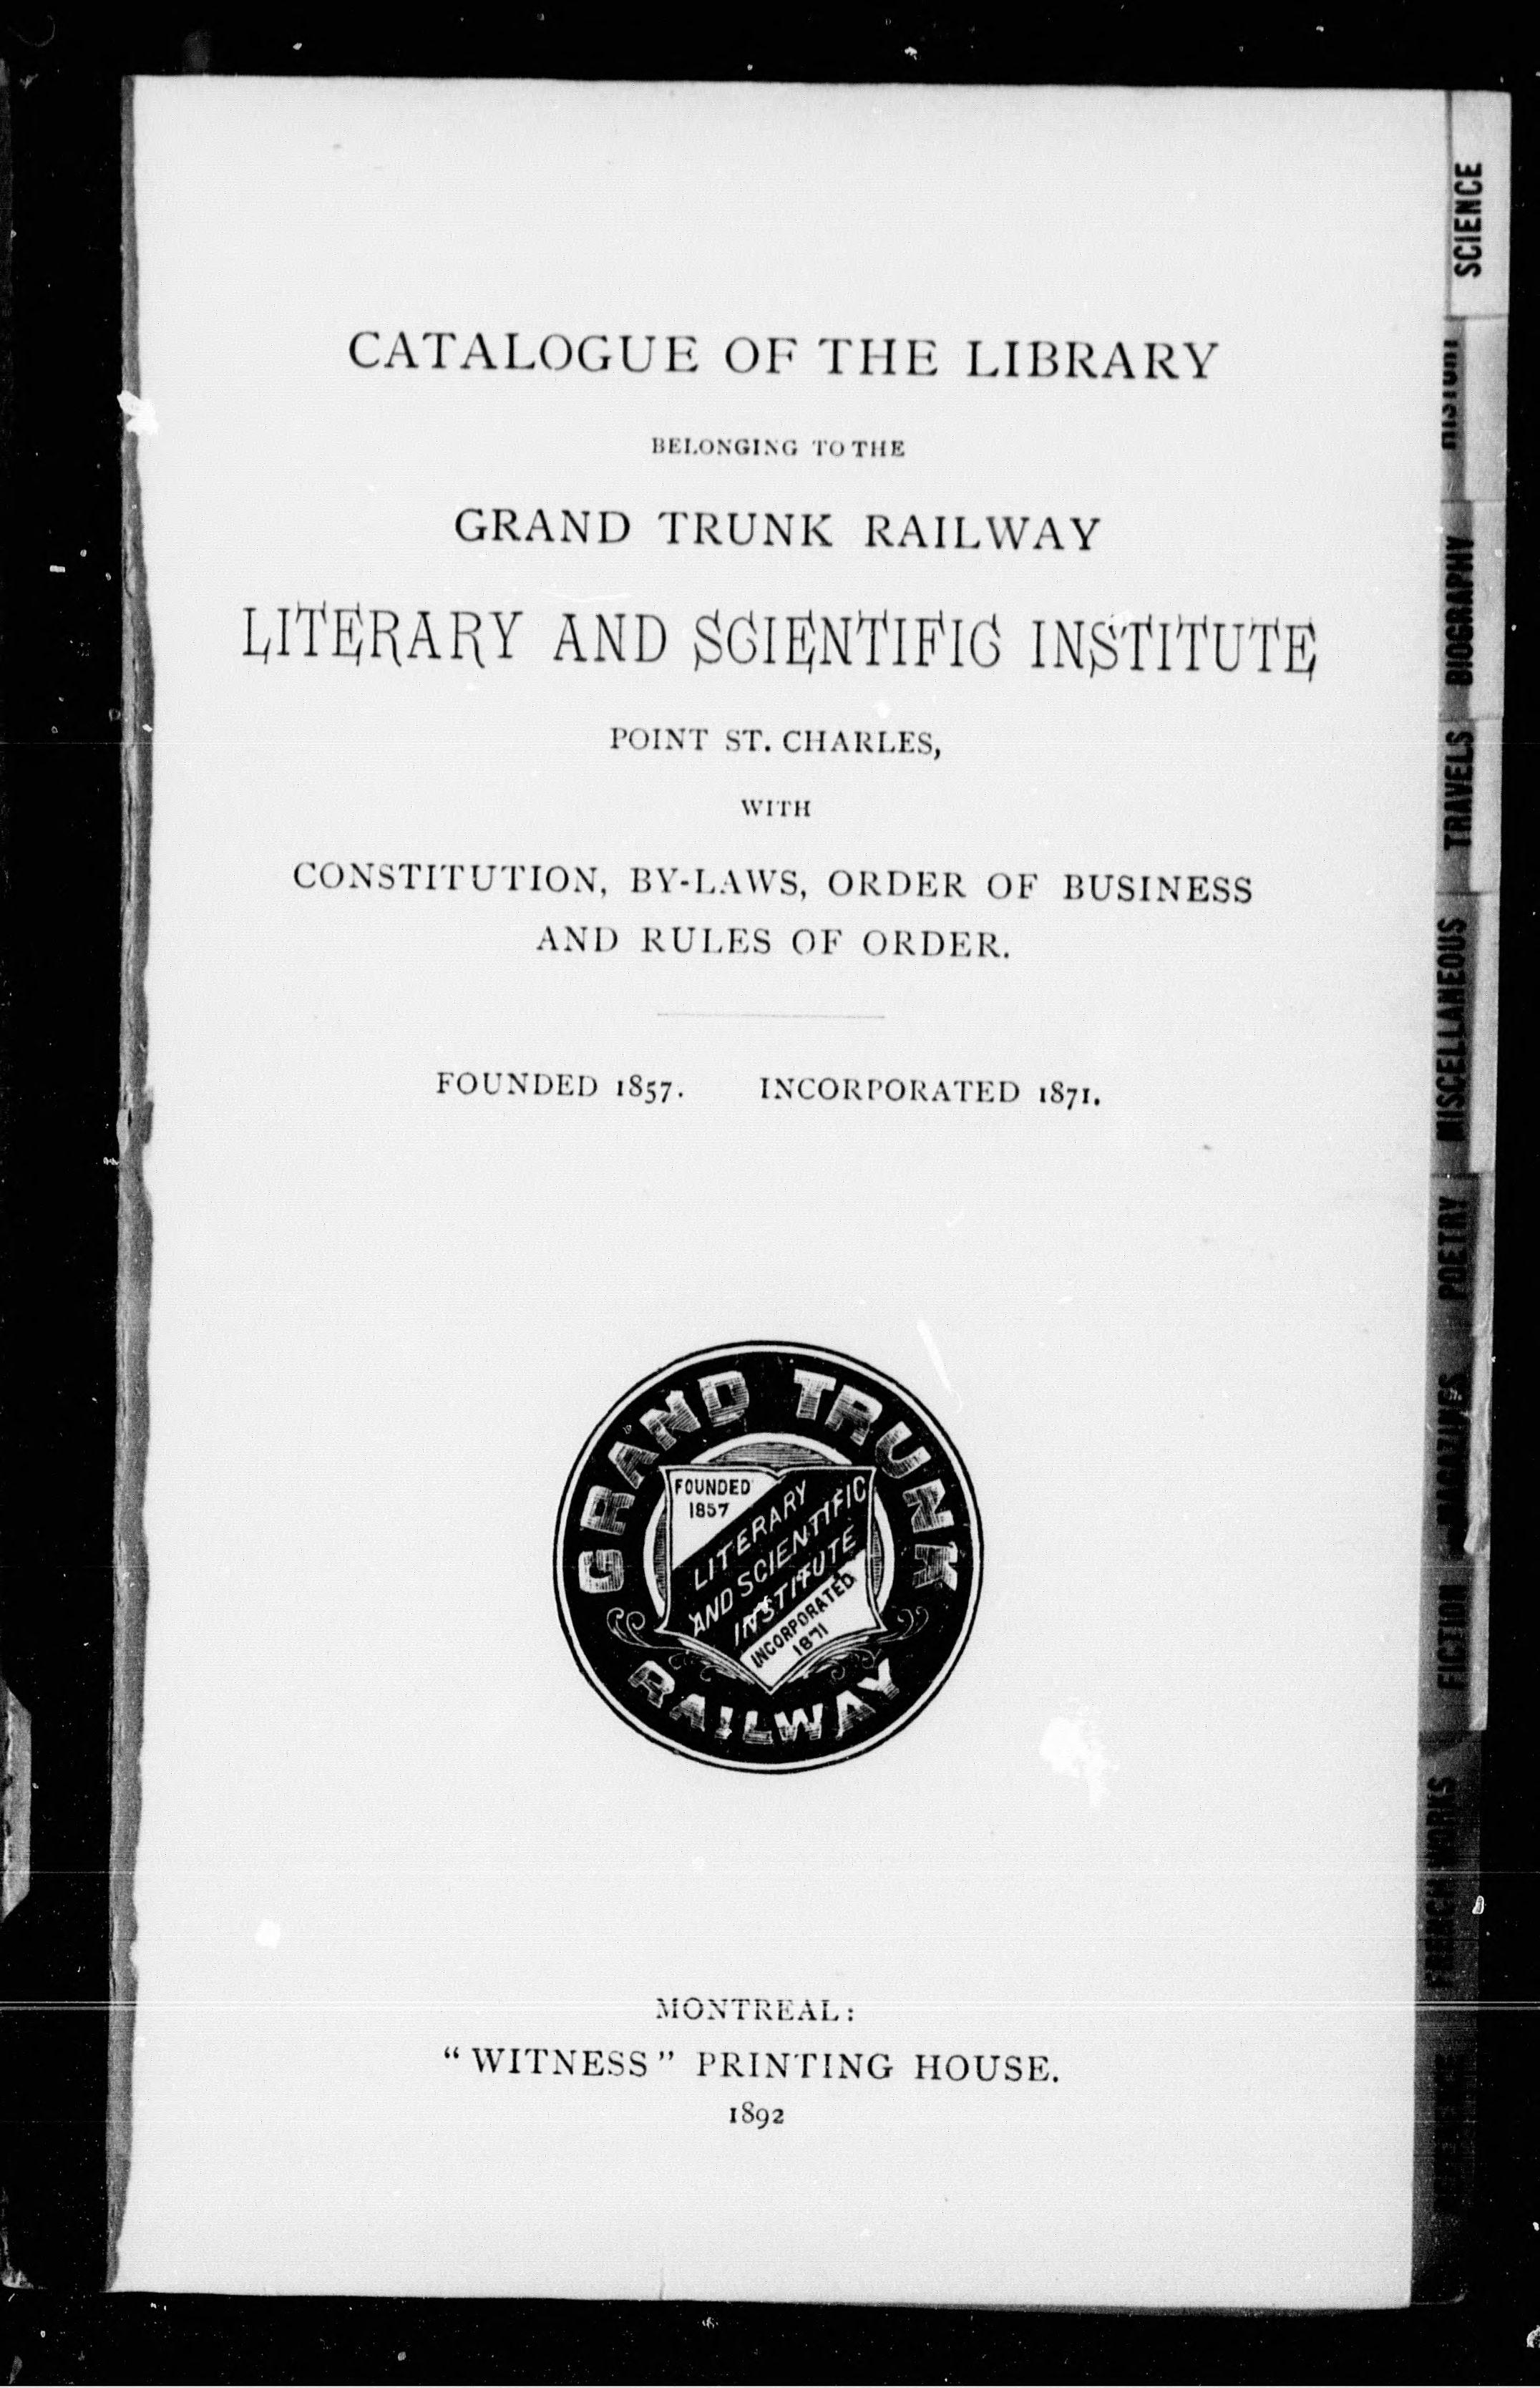 CATALOGUE OF THE LIBRARY
BELONGING TO THE
GRAND TRUNK RAILWAY
LITERARY AND SCIENTIFIC INSTITUTE
POINT ST. CHARLES,
WITH
CONSTITUTION, BY-LAWS, ORDER OF BUSINESS
AND RULES OF ORDER.
FOUNDED 1857. INCORPORATED 1871.
GRAND TRUNK
FOUNDED
1857
LITERARY
AND SCIENTIFIC
INSTITUTE
INCORPORATED
1871
RAILWAY
MONTREAL:
"WITNESS" PRINTING HOUSE.
1892
SCIENCE
HISTORY
BIOGRAPHY
TRAVELS
MISCELLANEOUS
POETRY
MAGAZINES
FICTION
FRENCH WORKS